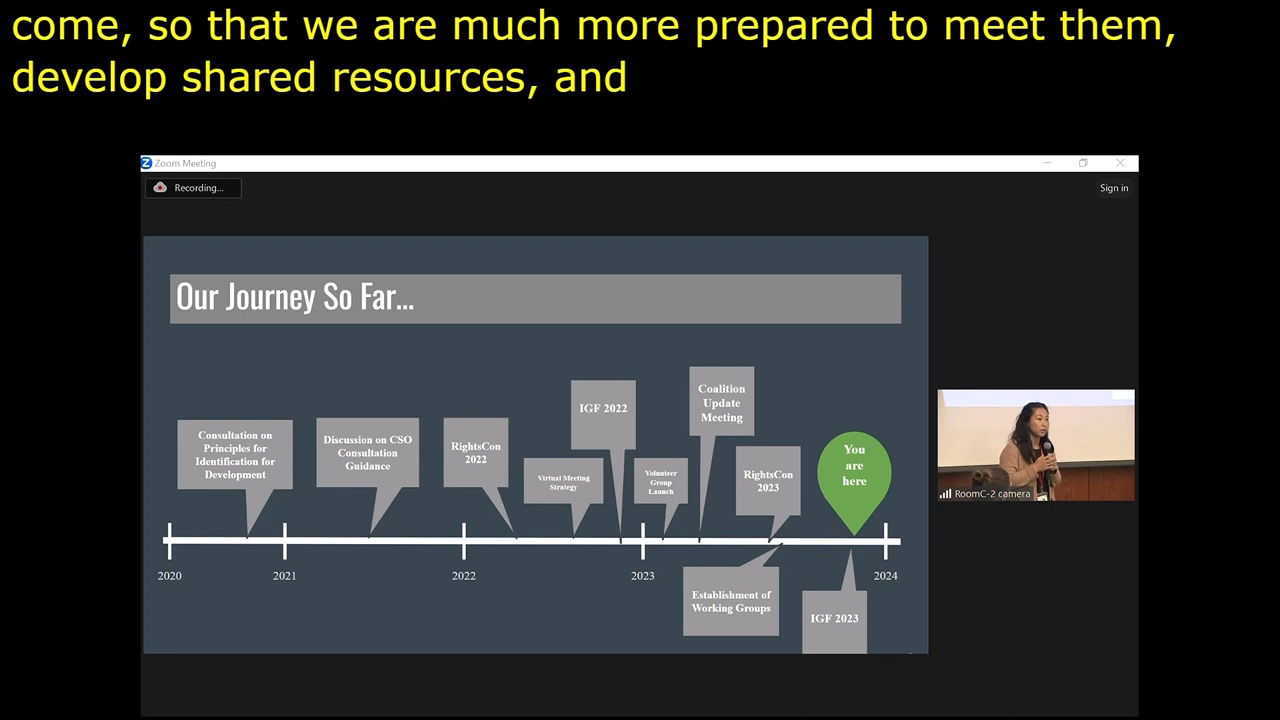 come, so that we are much more prepared to meet them,
develop shared resources, and
Zoom Meeting
Recording...
Sign in
Our Journey So Far...
Consultation on
Principles for
Identification for
Development
Discussion on CSO
Consultation
Guidance
RightsCon
2022
Virtual Meeting
Strategy
IGF 2022
Volunteer
Group
Launch
Coalition
Update
Meeting
RightsCon
2023
You
are
here
2020
2021
2022
2023
2024
Establishment of
Working Groups
IGF 2023
RoomC-2 camera